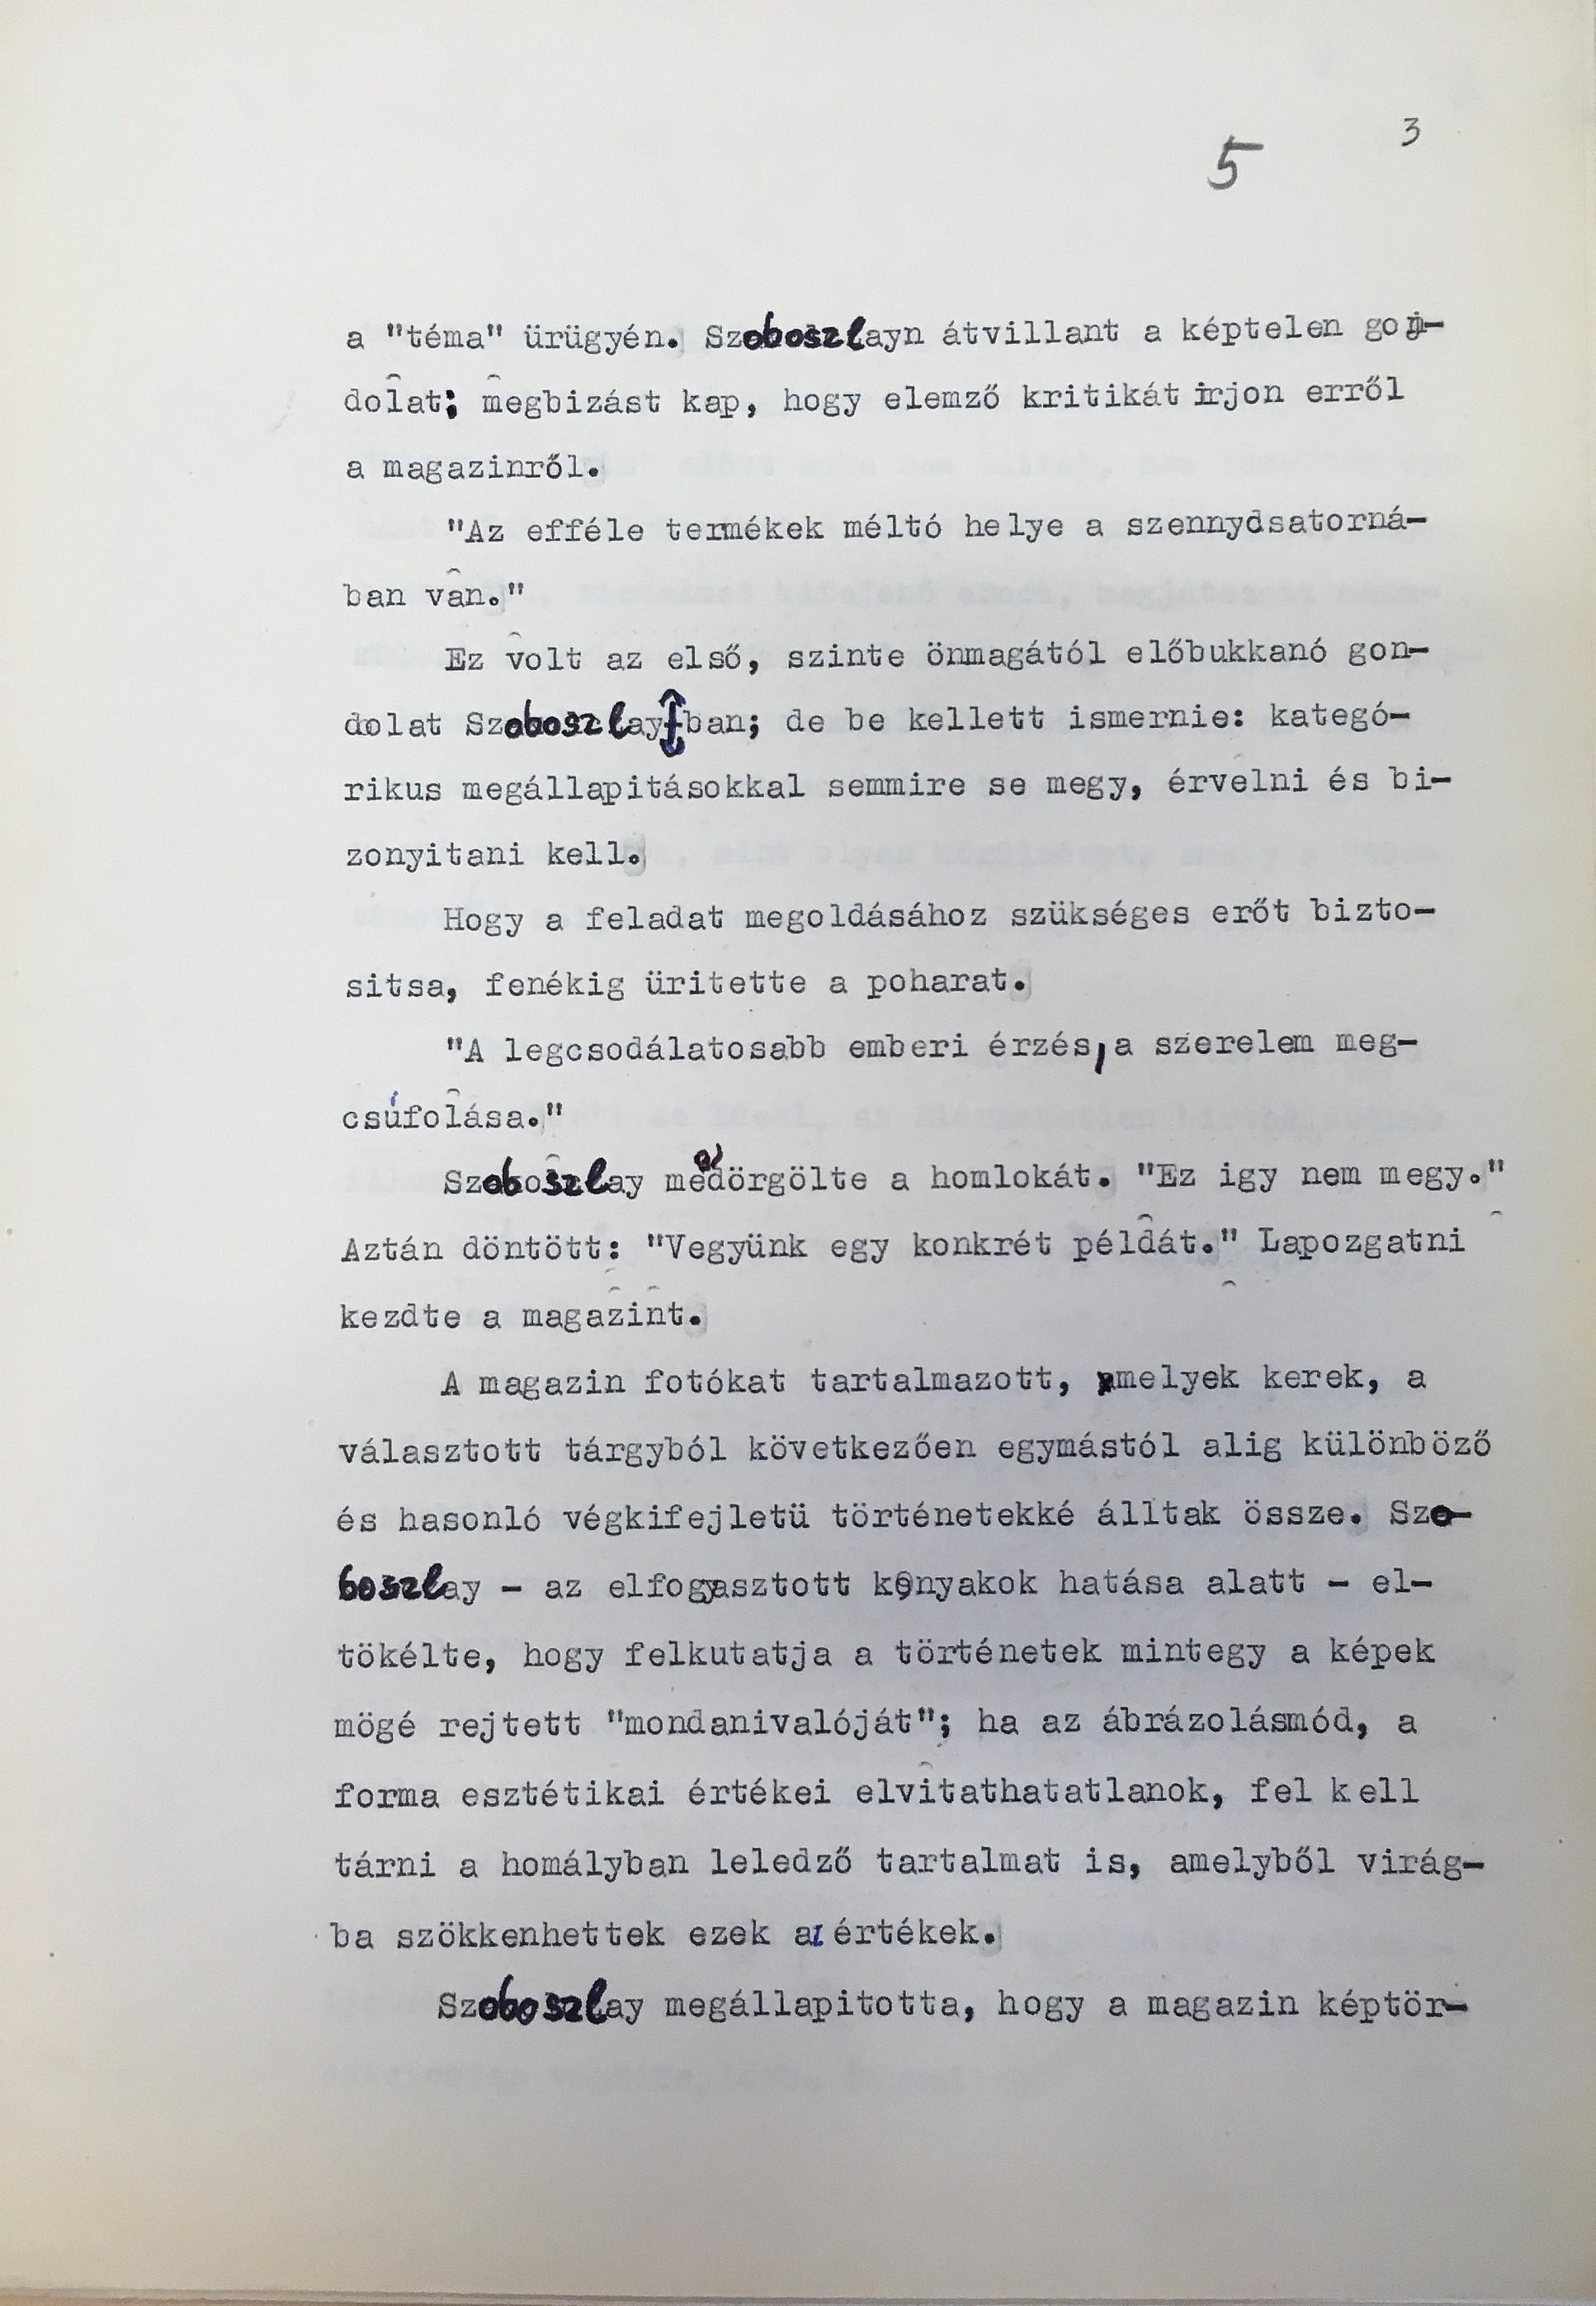 3
5
a "téma" ürügyén. Szoboszlayn átvillant a képtelen gon-
dolat; megbizást kap, hogy elemző kritikát irjon erről
a magazinról.
"Az efféle termékek méltó helye a szennydsatorná-
ban van."
Ez volt az első, szinte önmagától előbukkanó gon-
dolat Szoboszlayban; de be kellett ismernie: kategó-
rikus megállapitásokkal semmire se megy, érvelni és bi-
zonyitani kell.
Hogy a feladat megoldásához szükséges erőt bizto-
sitsa, fenékig üritette a poharat.
"A legcsodálatosabb emberi érzés, a szerelem meg-
csúfolása."
Szoboszlay megdörgölte a homlokát. "Ez igy nem megy."
Aztán döntött: "Vegyünk egy konkrét példát." Lapozgatni
kezdte a magazint.
A magazin fotókat tartalmazott, amelyek kerek, a
választott tárgyból következően egymástól alig különböző
és hasonló végkifejletü történetekké álltak össze. Szo-
boszlay - az elfogyasztott konyakok hatása alatt - el-
tökélte, hogy felkutatja a történetek mintegy a képek
mögé rejtett "mondanivalóját"; ha az ábrázolásmód, a
forma esztétikai értékei elvitathatatlanok, fel kell
tárni a homályban leledző tartalmat is, amelyből virág-
ba szökkenhettek ezek az értékek.
Szoboszlay megállapitotta, hogy a magazin képtör-